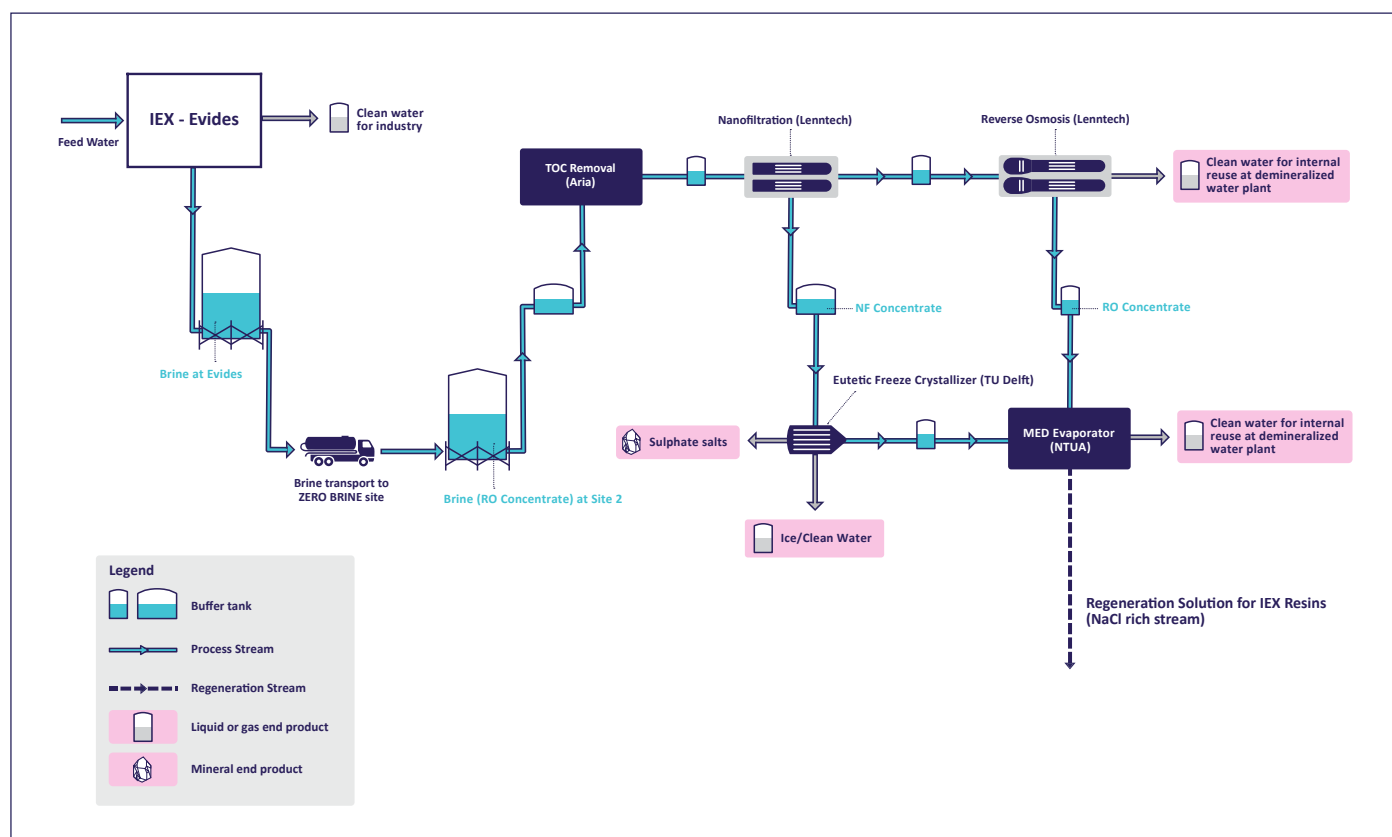 IEX - Evides
Feed Water
Clean water
for industry
Brine at Evides
Brine transport to
ZERO BRINE site
Brine (RO Concentrate) at Site 2
TOC Removal
(Aria)
Nanofiltration (Lenntech)
Reverse Osmosis (Lenntech)
Clean water for internal
reuse at demineralized
water plant
NF Concentrate
RO Concentrate
Eutetic Freeze Crystallizer (TU Delft)
Sulphate salts
MED Evaporator
(NTUA)
Clean water for internal
reuse at demineralized
water plant
Ice/Clean Water
Regeneration Solution for IEX Resins
(NaCl rich stream)
Legend
Buffer tank
Process Stream
Regeneration Stream
Liquid or gas end product
Mineral end product